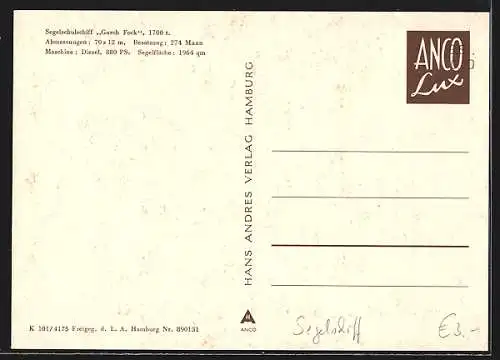 Segelschulschiff „Gorch Fock“, 1760 t.
Abmessungen: 70 x 12 m, Besatzung: 274 Mann
Maschine: Diesel, 880 PS. Segelfläche: 1964 qm
ANCO
Lux
HANS ANDRES VERLAG HAMBURG
K 101/4175 Freigeg. d. L. A. Hamburg Nr. 890131
ANCO
Segelschiff
€3.-